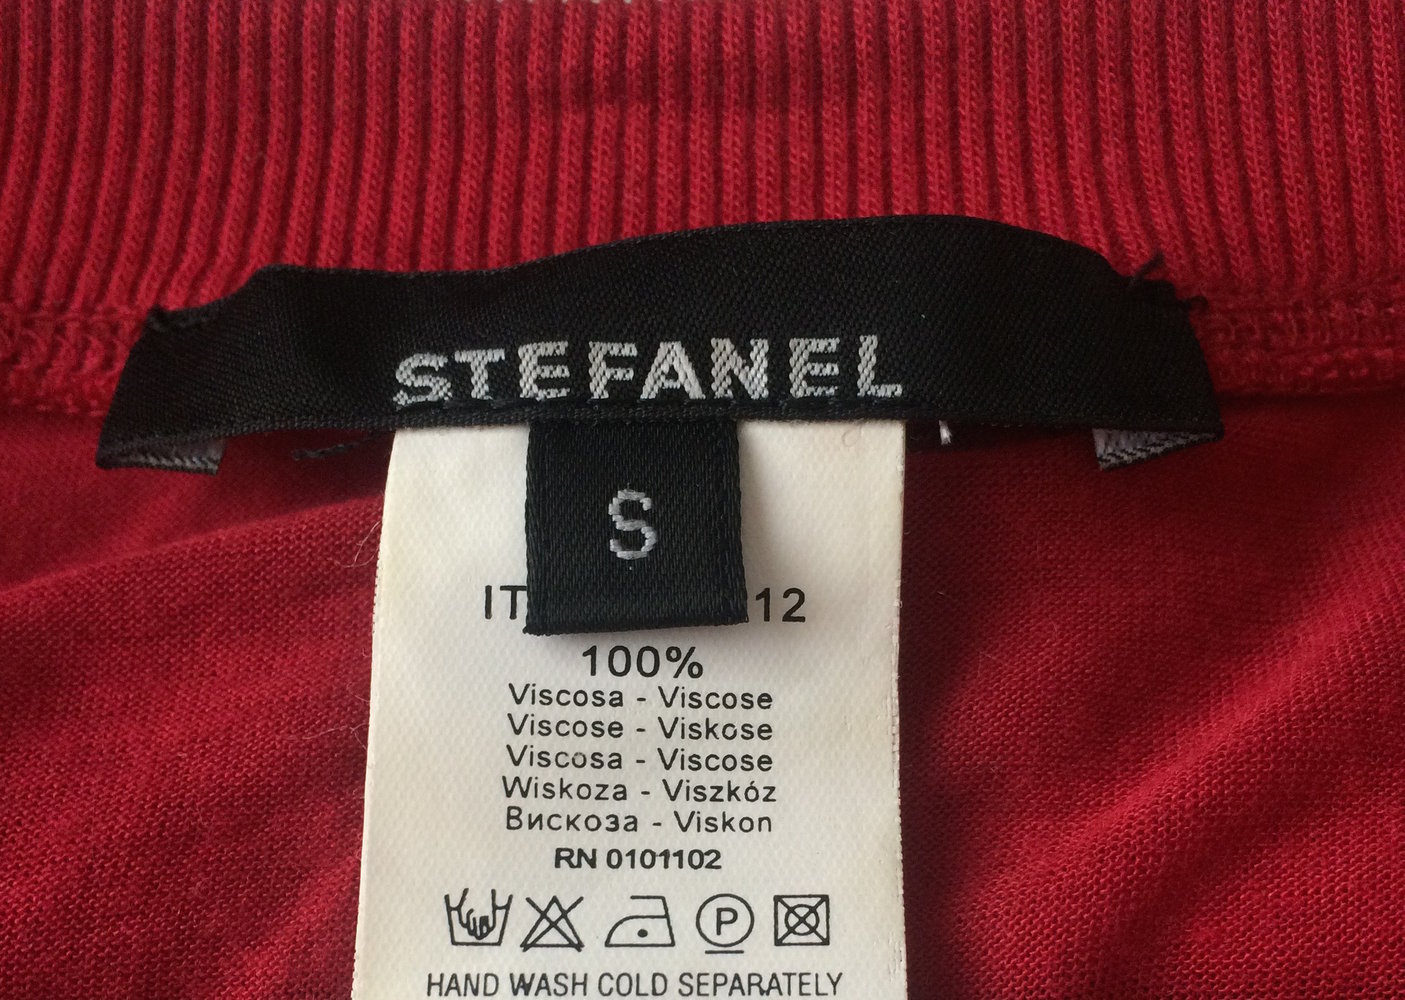 STEFANEL
S
IT 12
100%
Viscosa - Viscose
Viscose - Viskose
Viscosa - Viscose
Wiskoza - Viszkóz
Вискоза - Viskon
RN 0101102
P
HAND WASH COLD SEPARATELY